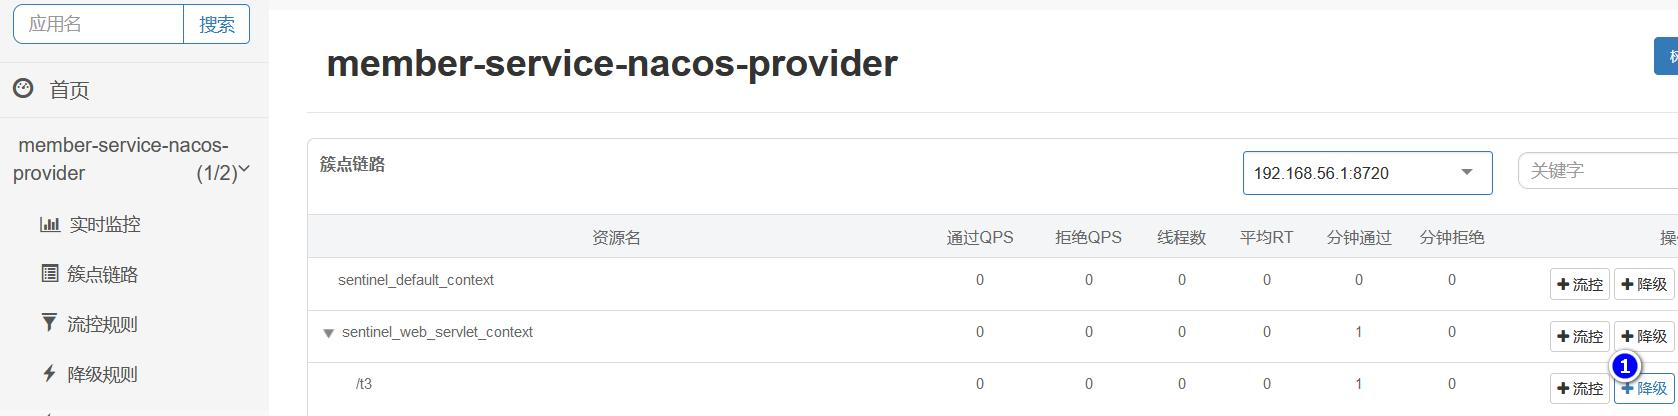 应用名 搜索
首页
member-service-nacos-
provider (1/2)
实时监控
簇点链路
流控规则
降级规则
member-service-nacos-provider
簇点链路 192.168.56.1:8720 关键字
资源名 通过QPS 拒绝QPS 线程数 平均RT 分钟通过 分钟拒绝
sentinel_default_context 0 0 0 0 0 0 +流控 +降级
sentinel_web_servlet_context 0 0 0 0 1 0 +流控 +降级
1
/t3 0 0 0 0 1 0 +流控 +降级